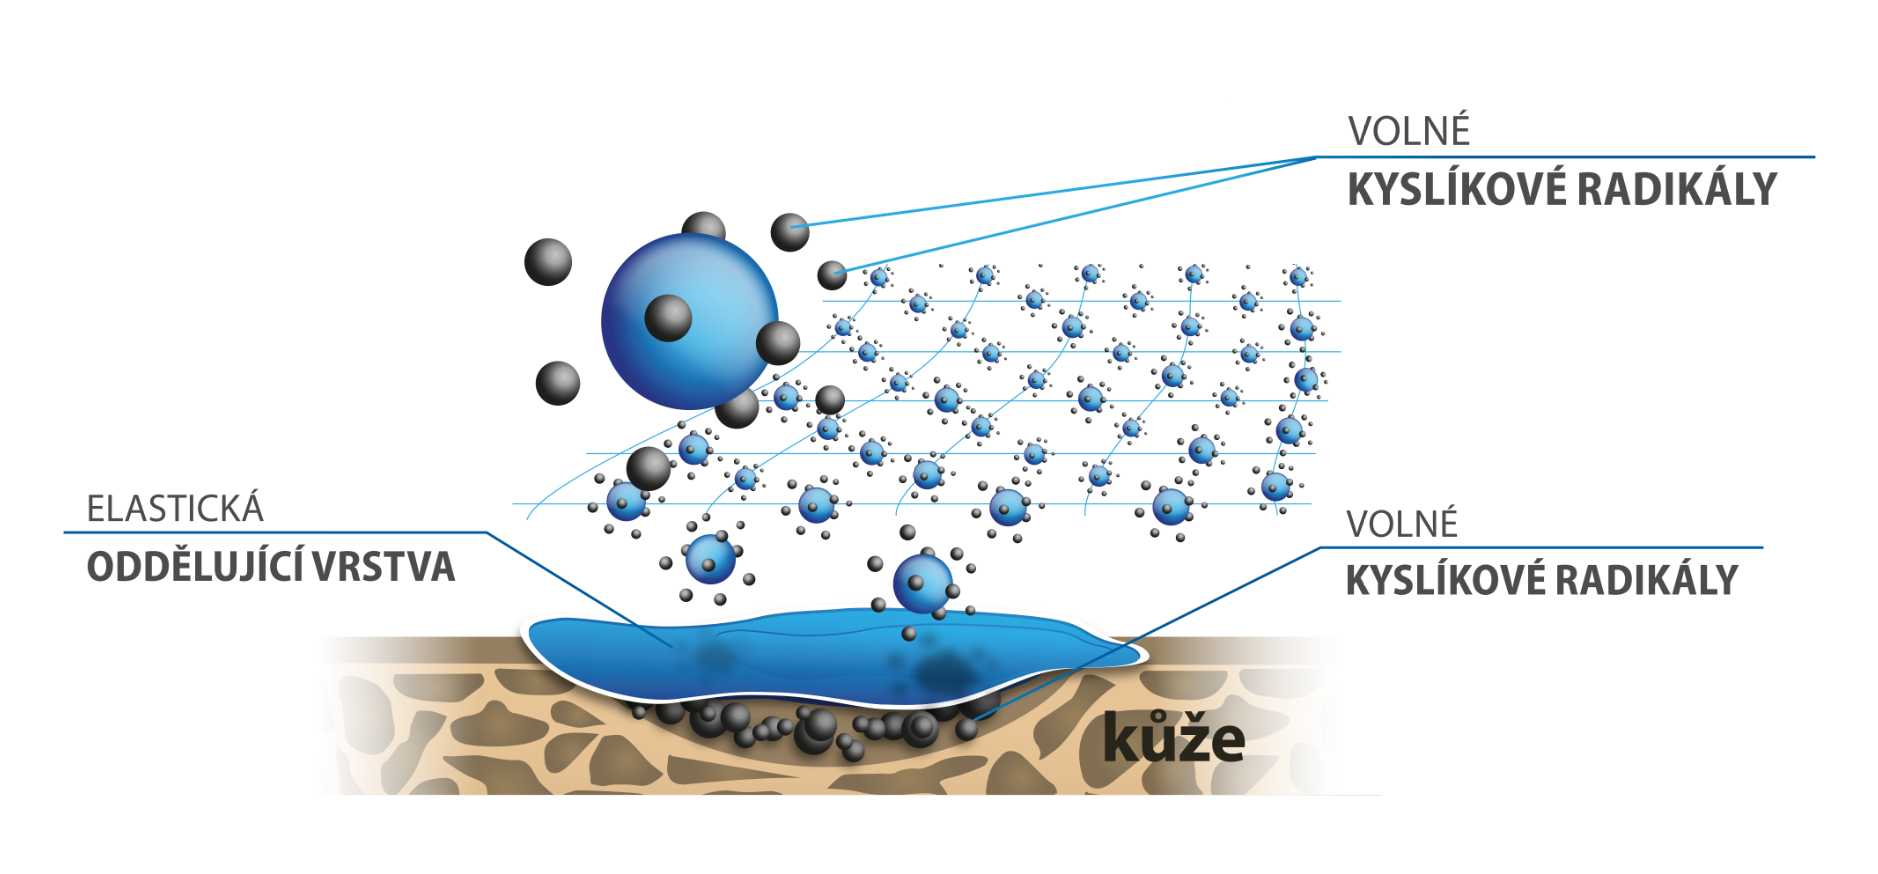 VOLNÉ
KYSLÍKOVÉ RADIKÁLY
ELASTICKÁ
ODDĚLUJÍCÍ VRSTVA
VOLNÉ
KYSLÍKOVÉ RADIKÁLY
kůže